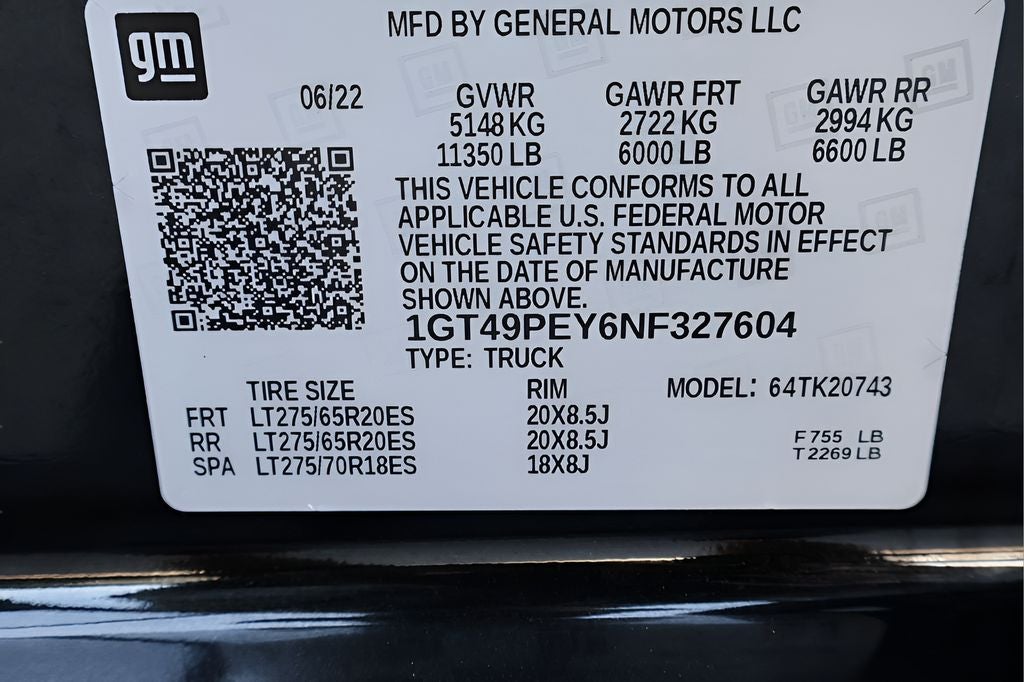 gm
MFD BY GENERAL MOTORS LLC
06/22 GVWR GAWR FRT GAWR RR
5148 KG 2722 KG 2994 KG
11350 LB 6000 LB 6600 LB
THIS VEHICLE CONFORMS TO ALL
APPLICABLE U.S. FEDERAL MOTOR
VEHICLE SAFETY STANDARDS IN EFFECT
ON THE DATE OF MANUFACTURE
SHOWN ABOVE.
1GT49PEY6NF327604
TYPE: TRUCK
TIRE SIZE RIM MODEL: 64TK20743
FRT LT275/65R20ES 20X8.5J
RR LT275/65R20ES 20X8.5J F 755 LB
SPA LT275/70R18ES 18X8J T 2269 LB